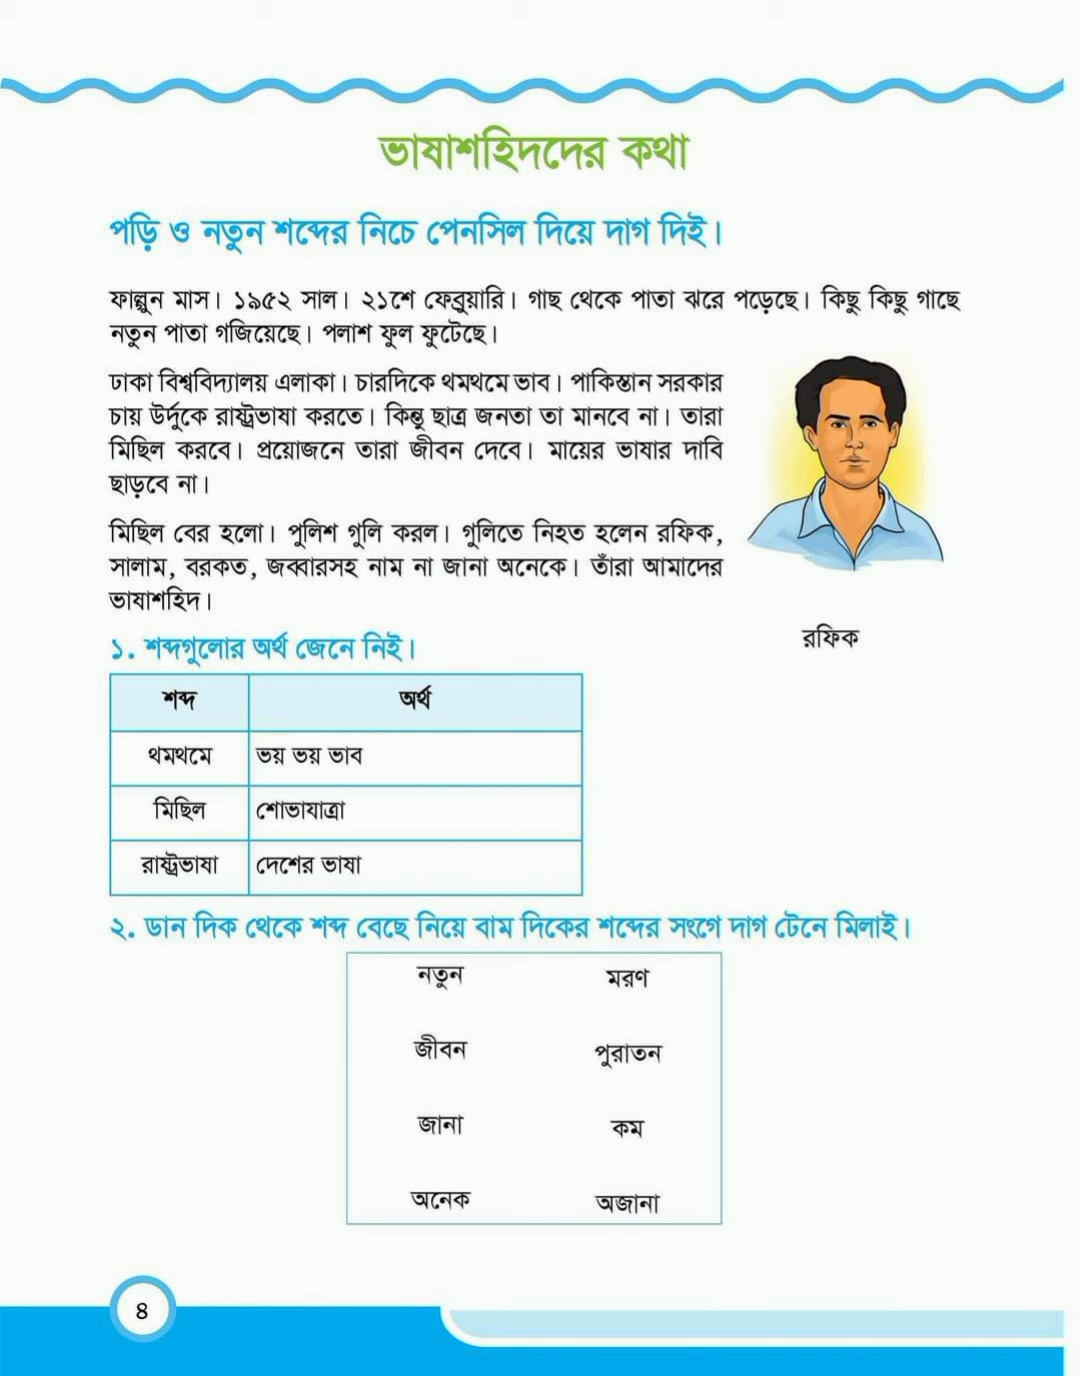 ভাষাশহিদদের কথা
পড়ি ও নতুন শব্দের নিচে পেনসিল দিয়ে দাগ দিই।
ফাল্গুন মাস। ১৯৫২ সাল। ২১শে ফেব্রুয়ারি। গাছ থেকে পাতা ঝরে পড়েছে। কিছু কিছু গাছে
নতুন পাতা গজিয়েছে। পলাশ ফুল ফুটেছে।
ঢাকা বিশ্ববিদ্যালয় এলাকা। চারদিকে থমথমে ভাব। পাকিস্তান সরকার
চায় উর্দুকে রাষ্ট্রভাষা করতে। কিন্তু ছাত্র জনতা তা মানবে না। তারা
মিছিল করবে। প্রয়োজনে তারা জীবন দেবে। মায়ের ভাষার দাবি
ছাড়বে না।
মিছিল বের হলো। পুলিশ গুলি করল। গুলিতে নিহত হলেন রফিক,
সালাম, বরকত, জব্বারসহ নাম না জানা অনেকে। তাঁরা আমাদের
ভাষাশহিদ।
রফিক
১. শব্দগুলোর অর্থ জেনে নিই।
শব্দ অর্থ
থমথমে ভয় ভয় ভাব
মিছিল শোভাযাত্রা
রাষ্ট্রভাষা দেশের ভাষা
২. ডান দিক থেকে শব্দ বেছে নিয়ে বাম দিকের শব্দের সংগে দাগ টেনে মিলাই।
নতুন মরণ
জীবন পুরাতন
জানা কম
অনেক অজানা
৪